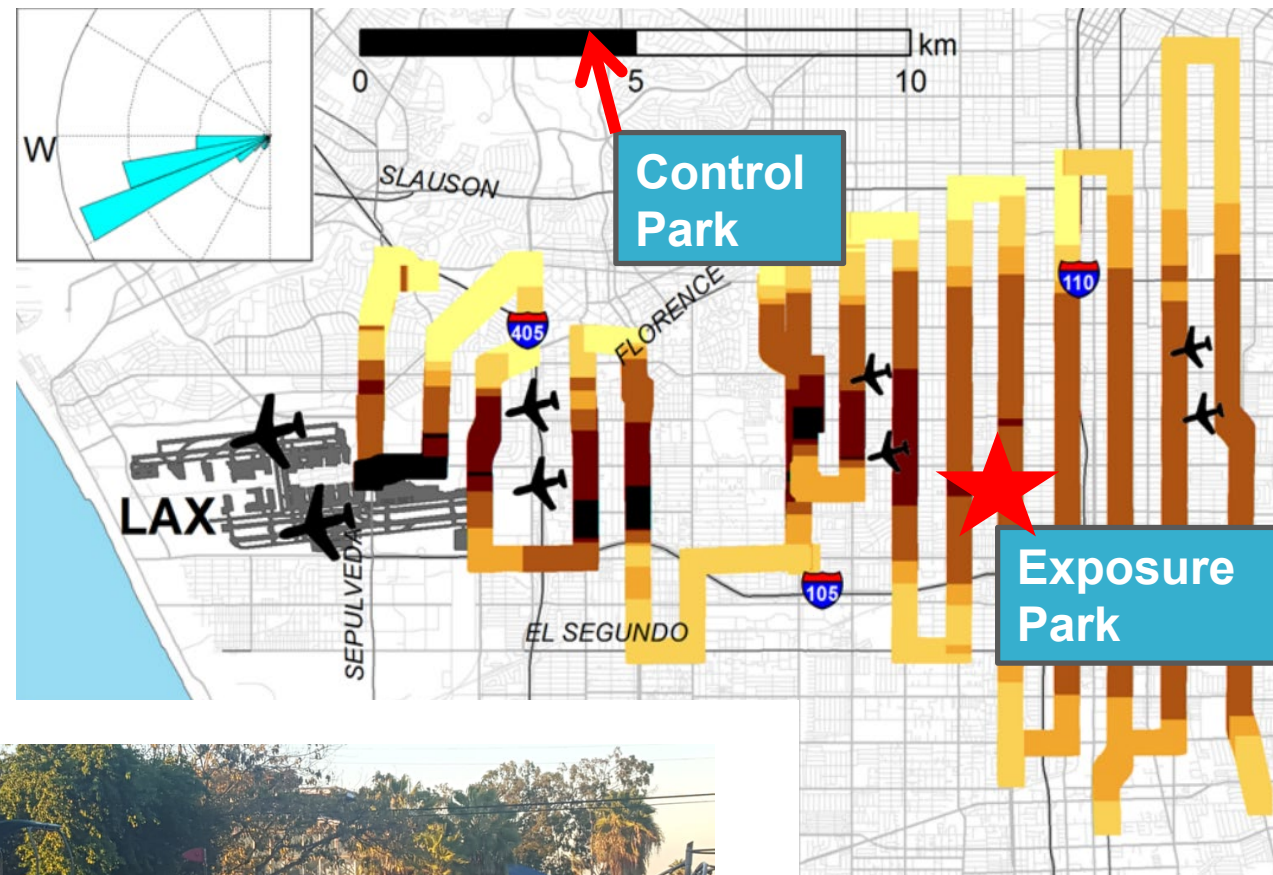 km
0 5 10
W
Control
Park
SLAUSON
110
405
FLORENCE
LAX
SEPULVEDA
Exposure
Park
105
EL SEGUNDO